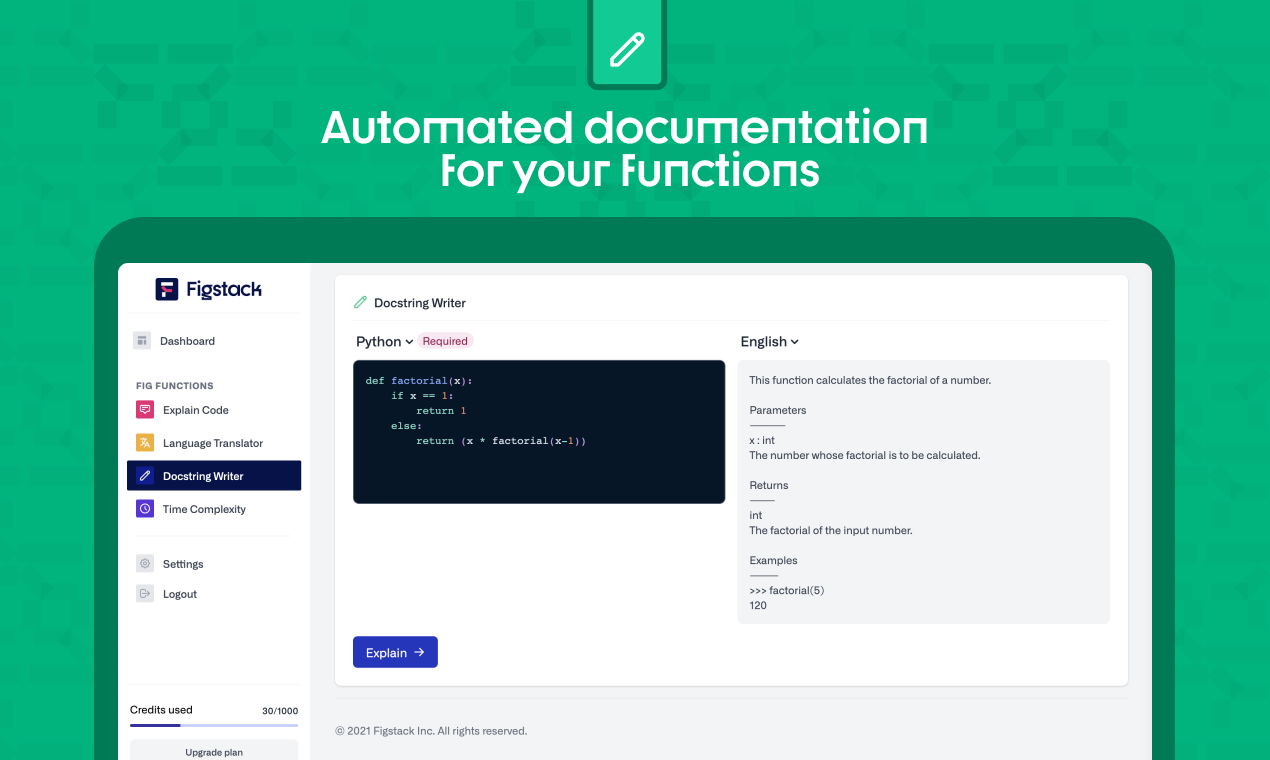 Automated documentation
for your functions
Figstack
Dashboard
FIG FUNCTIONS
Explain Code
Language Translator
Docstring Writer
Time Complexity
Settings
Logout
Credits used 30/1000
Upgrade plan
Docstring Writer
Python Required
def factorial(x):
    if x == 1:
        return 1
    else:
        return (x * factorial(x-1))
Explain
English
This function calculates the factorial of a number.
Parameters
x : int
The number whose factorial is to be calculated.
Returns
int
The factorial of the input number.
Examples
>>> factorial(5)
120
© 2021 Figstack Inc. All rights reserved.